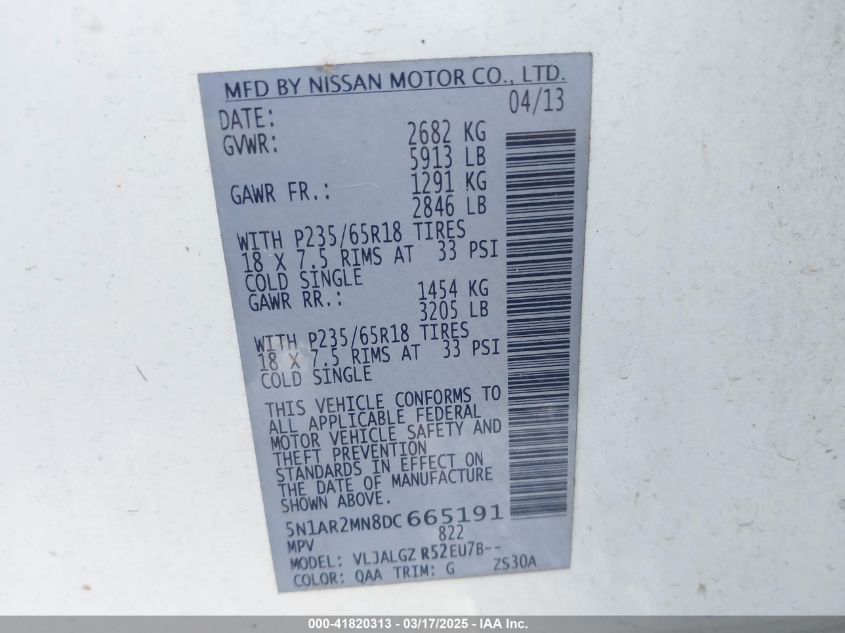 MFD BY NISSAN MOTOR CO., LTD.
DATE: 04/13
GVWR: 2682 KG
5913 LB
GAWR FR.: 1291 KG
2846 LB
WITH P235/65R18 TIRES
18 X 7.5 RIMS AT 33 PSI
COLD SINGLE
GAWR RR.: 1454 KG
3205 LB
WITH P235/65R18 TIRES
18 X 7.5 RIMS AT 33 PSI
COLD SINGLE
THIS VEHICLE CONFORMS TO
ALL APPLICABLE FEDERAL
MOTOR VEHICLE SAFETY AND
THEFT PREVENTION
STANDARDS IN EFFECT ON
THE DATE OF MANUFACTURE
SHOWN ABOVE.
5N1AR2MN8DC665191
MPV 822
MODEL: VLJALGZ R52EU7B--
COLOR: QAA TRIM: G ZS30A
000-41820313 - 03/17/2025 - IAA Inc.